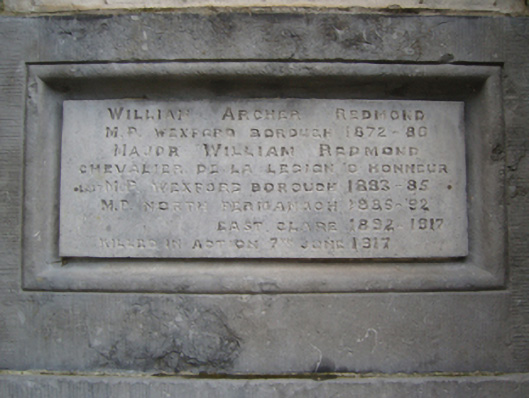 WILLIAM ARCHER REDMOND
M.P. WEXFORD BOROUGH 1872-80
MAJOR WILLIAM REDMOND
CHEVALIER DE LA LEGION D HONNEUR
M.P. WEXFORD BOROUGH 1883-85
M.P. NORTH FERMANAGH 1885-92
EAST CLARE 1892-1917
KILLED IN ACTION 7TH JUNE 1917